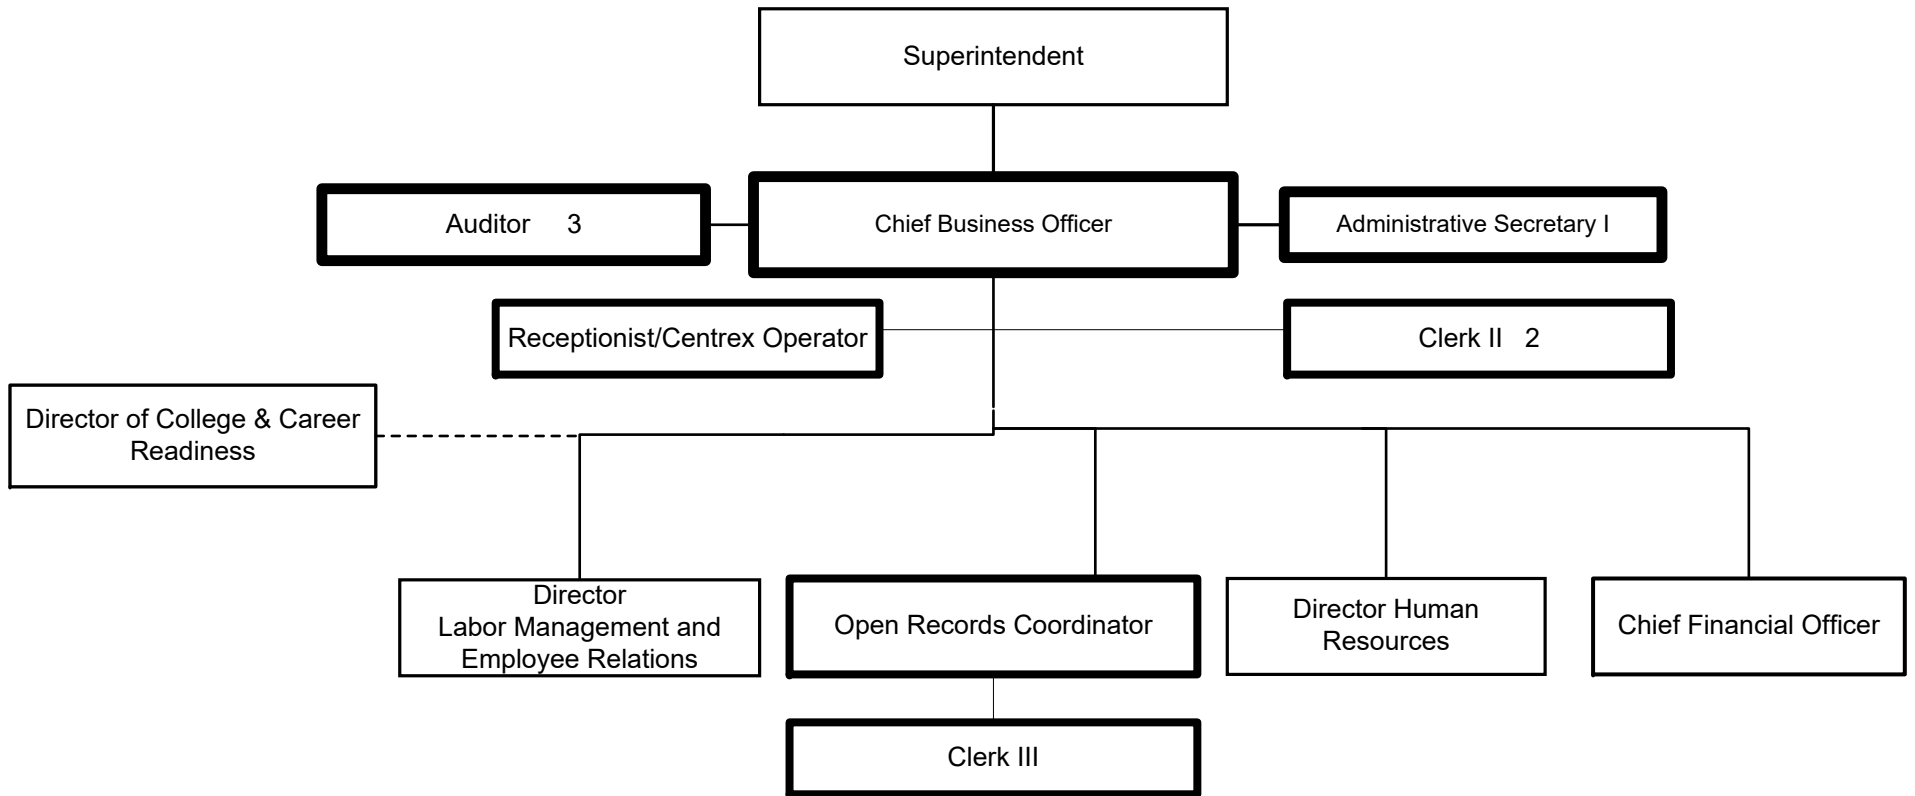 Superintendent
Auditor 3
Chief Business Officer
Administrative Secretary I
Receptionist/Centrex Operator
Clerk II 2
Director of College & Career
Readiness
Director
Labor Management and
Employee Relations
Open Records Coordinator
Director Human
Resources
Chief Financial Officer
Clerk III